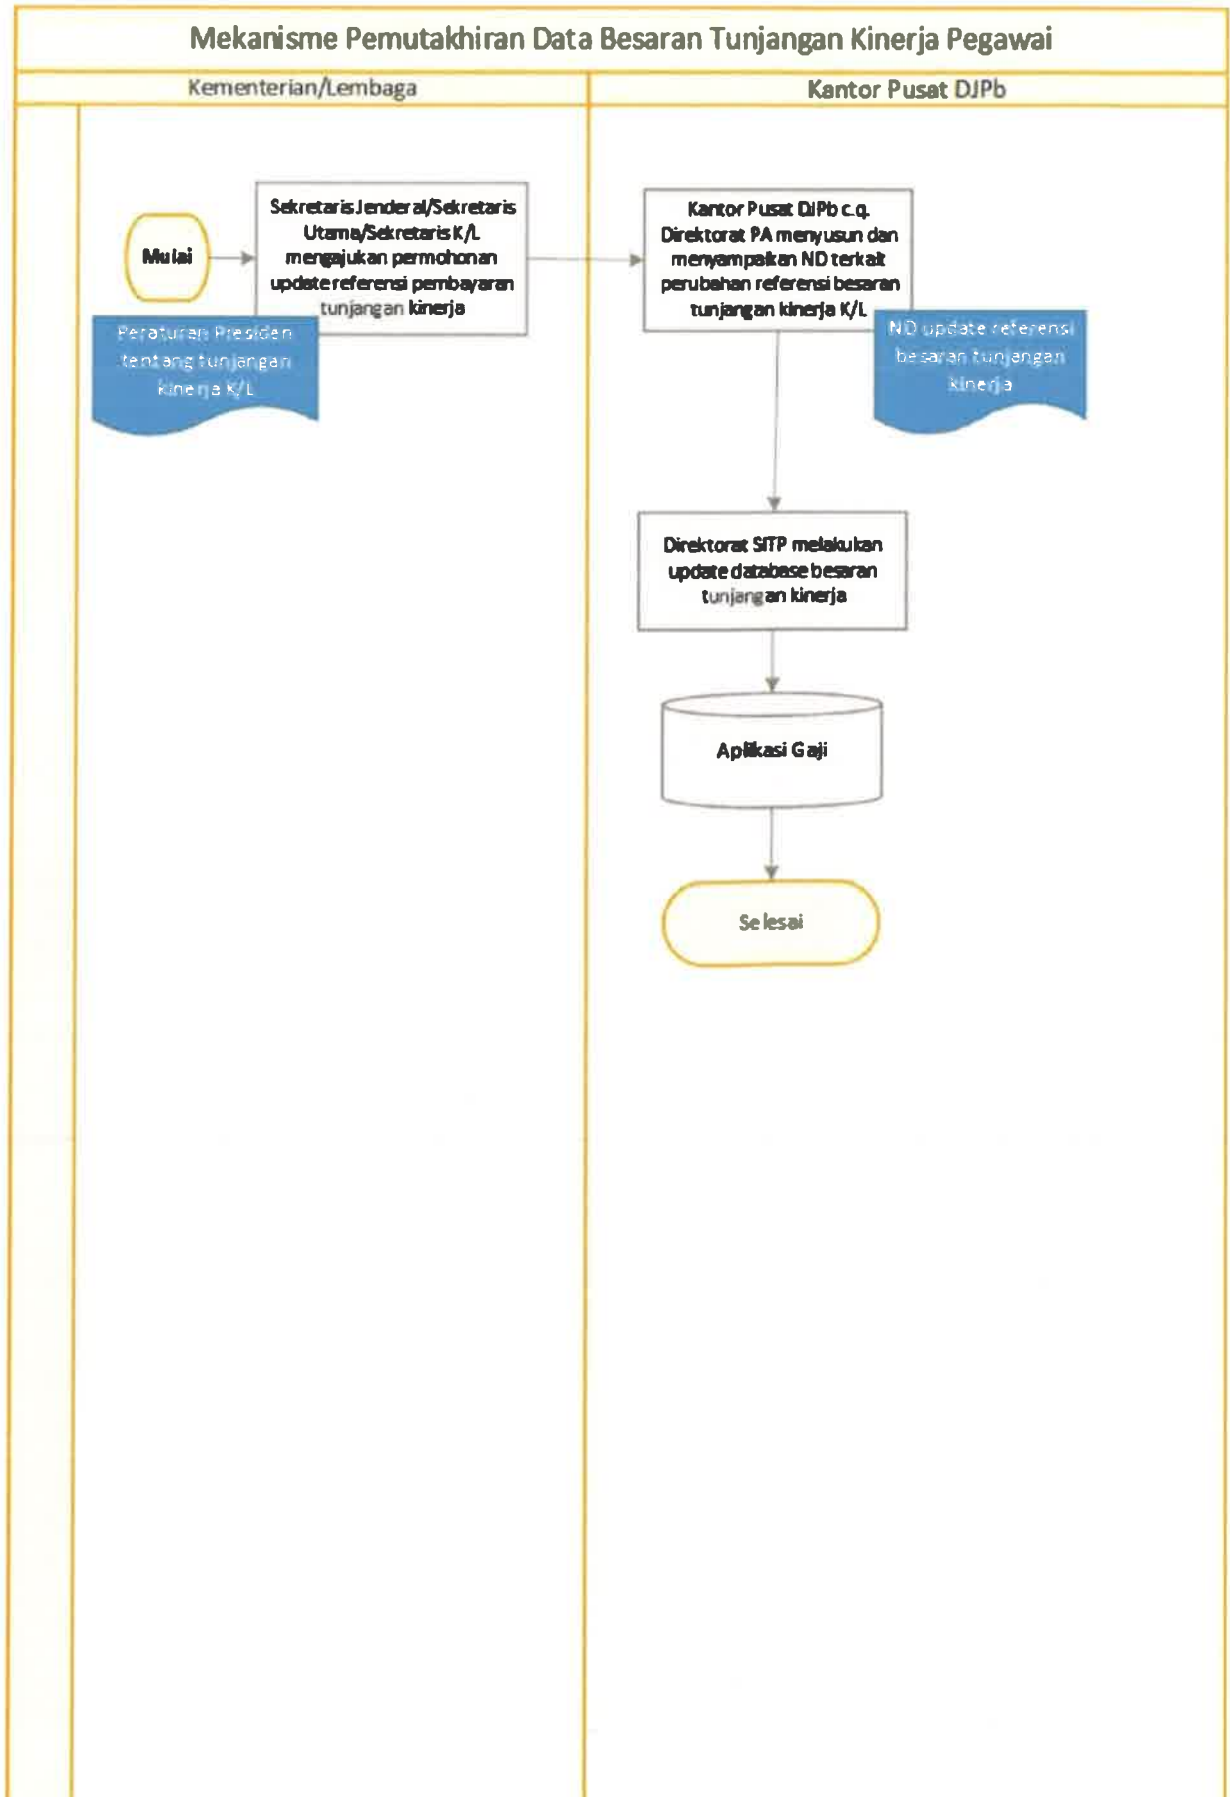 Mekanisme Pemutakhiran Data Besaran Tunjangan Kinerja Pegawai
Kementerian/Lembaga
Kantor Pusat DJPb
Mulai
Sekretaris Jenderal/Sekretaris
Utama/Sekretaris K/L
mengajukan permohonan
update referensi pembayaran
tunjangan kinerja
Peraturan Presiden
tentang tunjangan
kinerja K/L
Kantor Pusat DJPb c.q.
Direktorat PA menyusun dan
menyampaikan ND terkait
perubahan referensi besaran
tunjangan kinerja K/L
ND update referensi
besaran tunjangan
kinerja
Direktorat SITP melakukan
update database besaran
tunjangan kinerja
Aplikasi Gaji
Selesai